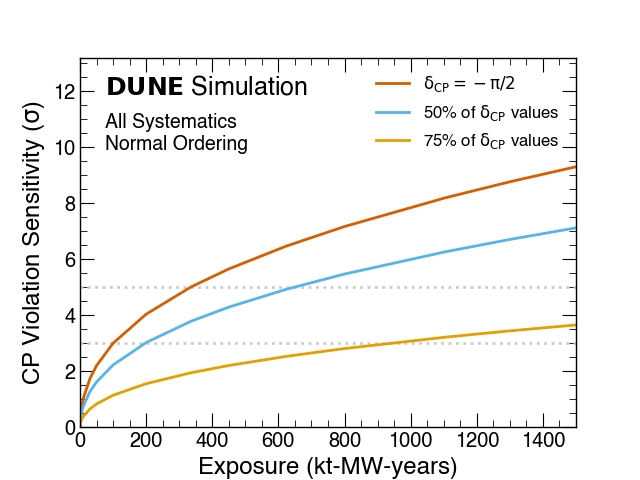 DUNE Simulation
All Systematics
Normal Ordering
δCP = − π/2
50% of δCP values
75% of δCP values
CP Violation Sensitivity (σ)
12
10
8
6
4
2
0
0 200 400 600 800 1000 1200 1400
Exposure (kt-MW-years)